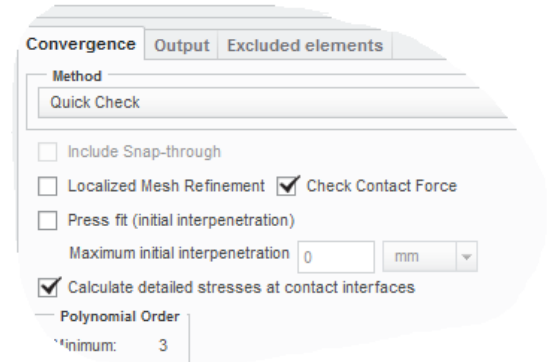 Convergence Output Excluded elements
Method
Quick Check
Include Snap-through
Localized Mesh Refinement Check Contact Force
Press fit (initial interpenetration)
Maximum initial interpenetration 0 mm
Calculate detailed stresses at contact interfaces
Polynomial Order
Minimum: 3